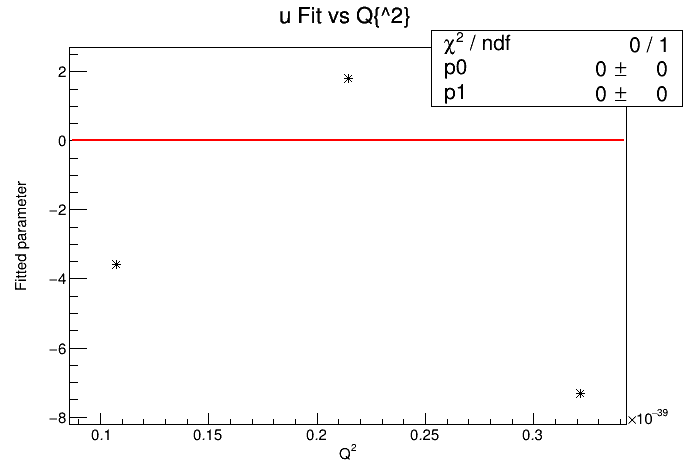 u Fit vs Q{^2}
χ² / ndf 0 / 1
p0 0 ± 0
p1 0 ± 0
2
0
−2
−4
−6
−8
Fitted parameter
0.1 0.15 0.2 0.25 0.3
×10⁻³⁹
Q²